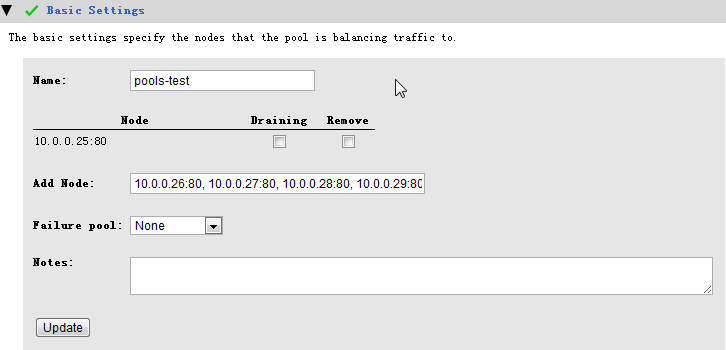 Basic Settings
The basic settings specify the nodes that the pool is balancing traffic to.
Name: pools-test
Node Draining Remove
10.0.0.25:80
Add Node: 10.0.0.26:80, 10.0.0.27:80, 10.0.0.28:80, 10.0.0.29:80
Failure pool: None
Notes:
Update